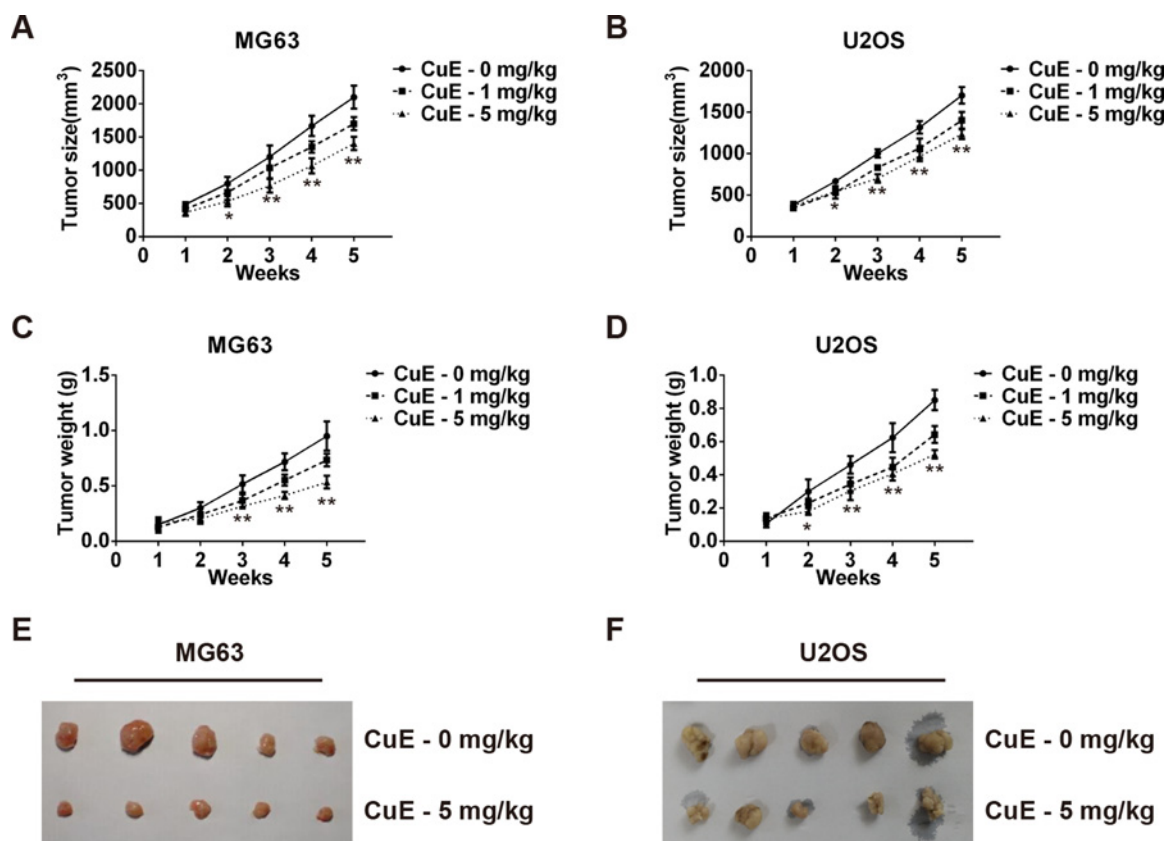 A
MG63
Tumor size(mm³)
2500
2000
1500
1000
500
0
0 1 2 3 4 5
Weeks
CuE - 0 mg/kg
CuE - 1 mg/kg
CuE - 5 mg/kg
* ** ** **
B
U2OS
Tumor size(mm³)
2000
1500
1000
500
0
0 1 2 3 4 5
Weeks
CuE - 0 mg/kg
CuE - 1 mg/kg
CuE - 5 mg/kg
* ** ** **
C
MG63
Tumor weight (g)
1.5
1.0
0.5
0.0
0 1 2 3 4 5
Weeks
CuE - 0 mg/kg
CuE - 1 mg/kg
CuE - 5 mg/kg
** ** **
D
U2OS
Tumor weight (g)
1.0
0.8
0.6
0.4
0.2
0.0
0 1 2 3 4 5
Weeks
CuE - 0 mg/kg
CuE - 1 mg/kg
CuE - 5 mg/kg
* ** ** **
E
MG63
CuE - 0 mg/kg
CuE - 5 mg/kg
F
U2OS
CuE - 0 mg/kg
CuE - 5 mg/kg